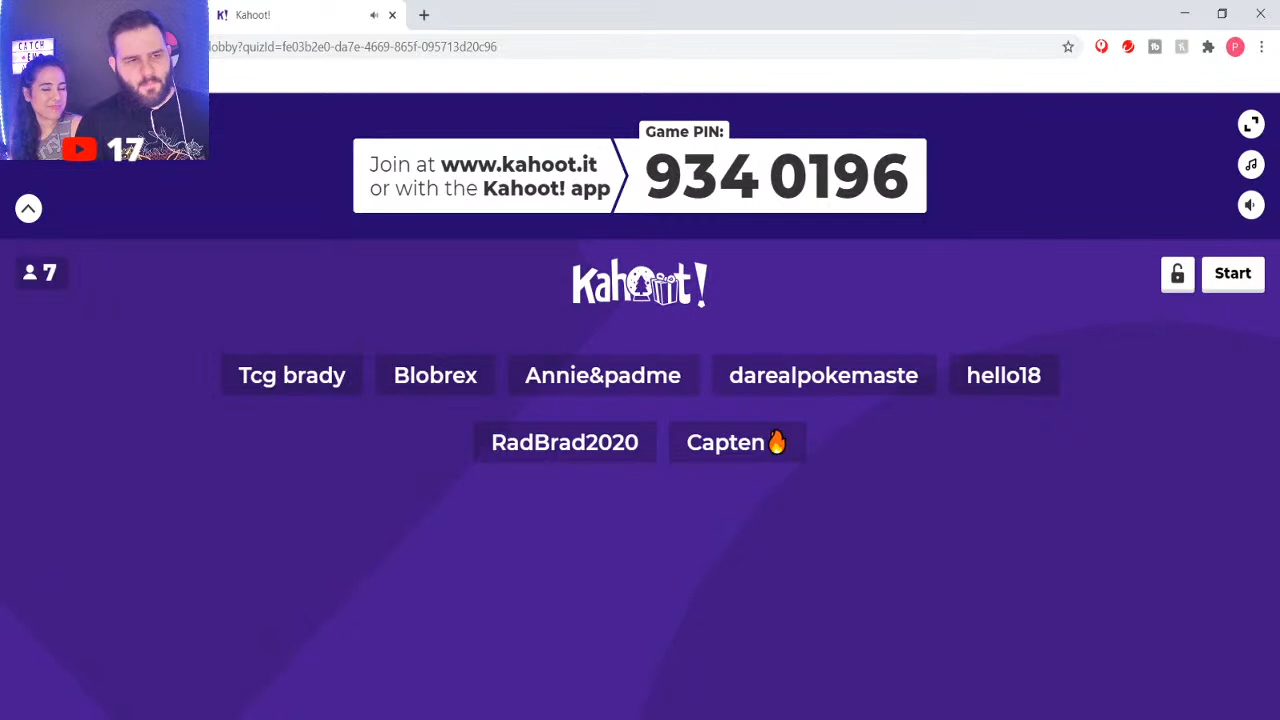 Kahoot!
lobby?quizId=fe03b2e0-da7e-4669-865f-095713d20c96
CATCH
17
Game PIN:
Join at www.kahoot.it
or with the Kahoot! app
934 0196
7
Kahoot!
Start
Tcg brady
Blobrex
Annie&padme
darealpokemaste
hello18
RadBrad2020
Capten🔥